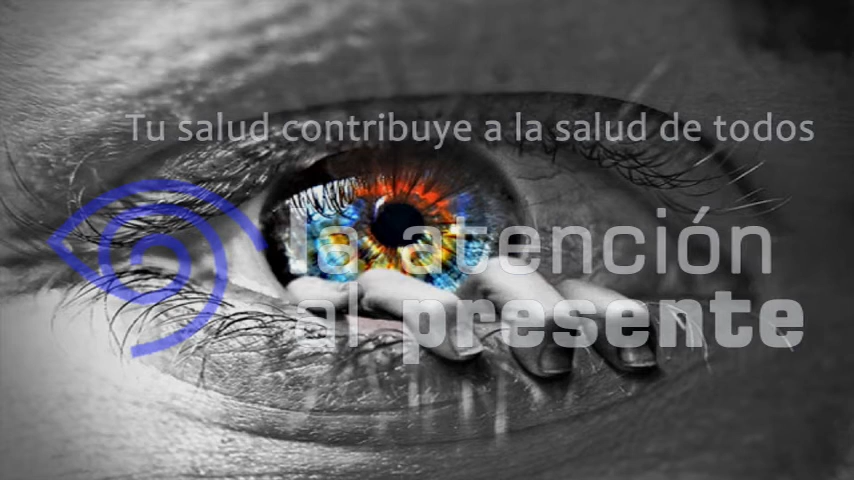 Tu salud contribuye a la salud de todos
la atención
al presente